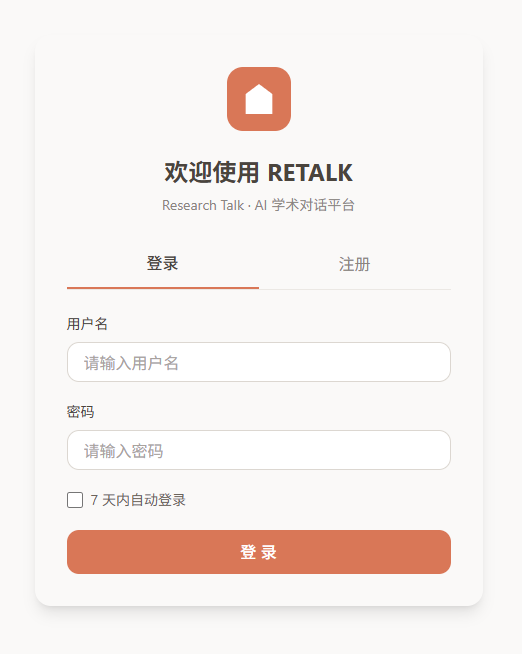 欢迎使用 RETALK
Research Talk · AI 学术对话平台
登录 注册
用户名
请输入用户名
密码
请输入密码
7 天内自动登录
登 录